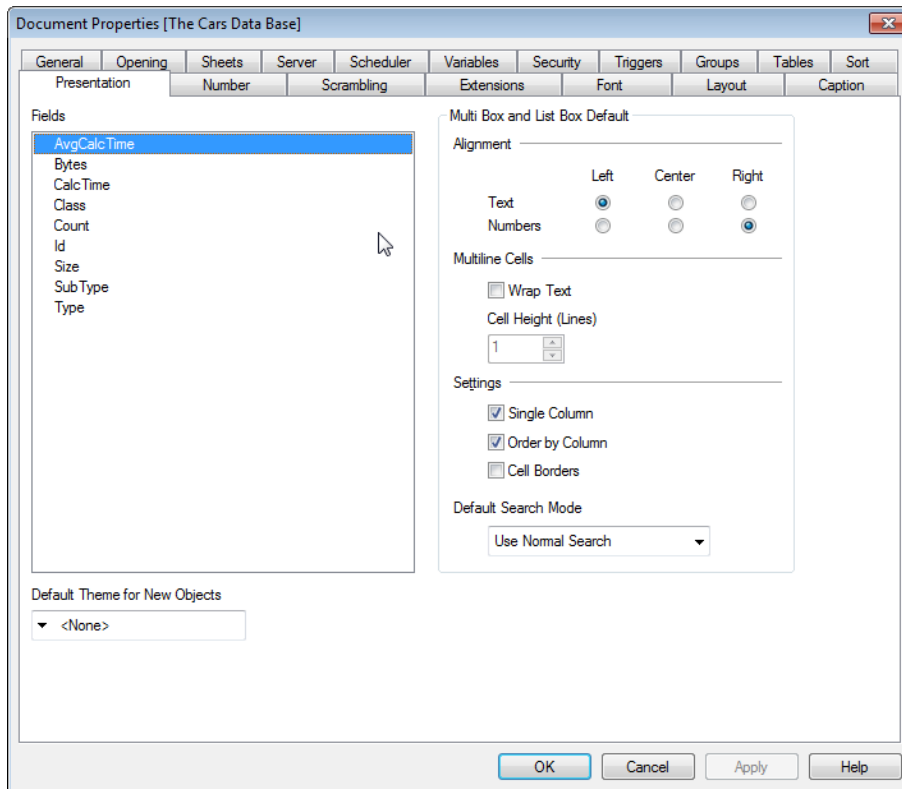 Document Properties [The Cars Data Base]
General Opening Sheets Server Scheduler Variables Security Triggers Groups Tables Sort
Presentation Number Scrambling Extensions Font Layout Caption
Fields
AvgCalcTime
Bytes
CalcTime
Class
Count
Id
Size
SubType
Type
Multi Box and List Box Default
Alignment
Left Center Right
Text
Numbers
Multiline Cells
Wrap Text
Cell Height (Lines)
1
Settings
Single Column
Order by Column
Cell Borders
Default Search Mode
Use Normal Search
Default Theme for New Objects
<None>
OK Cancel Apply Help